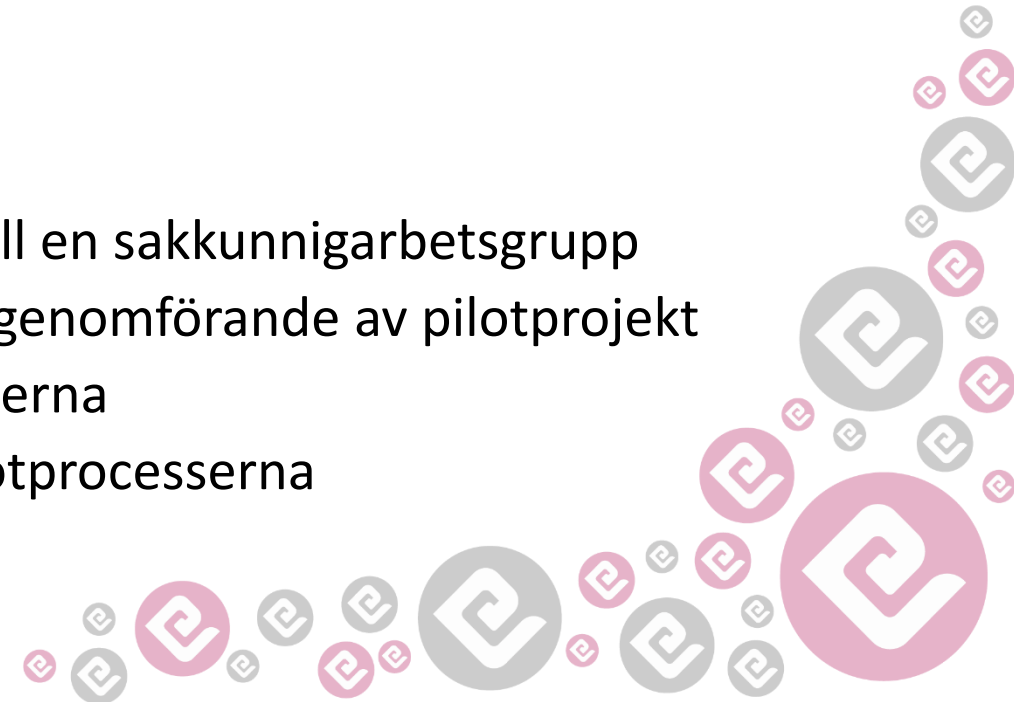 ll en sakkunnigarbetsgrupp
genomförande av pilotprojekt
erna
otprocesserna